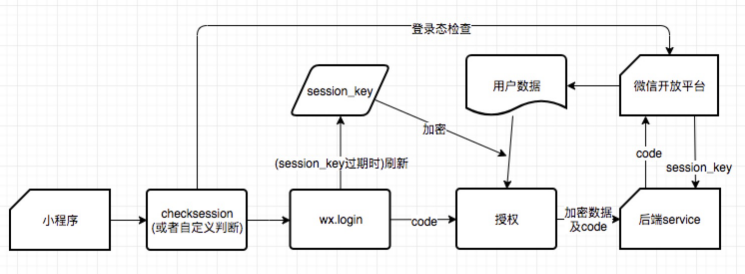 登录态检查
session_key
用户数据
微信开放平台
加密
(session_key过期时)刷新
code
session_key
小程序
checksession
(或者自定义判断)
wx.login
code
授权
加密数据
及code
后端service